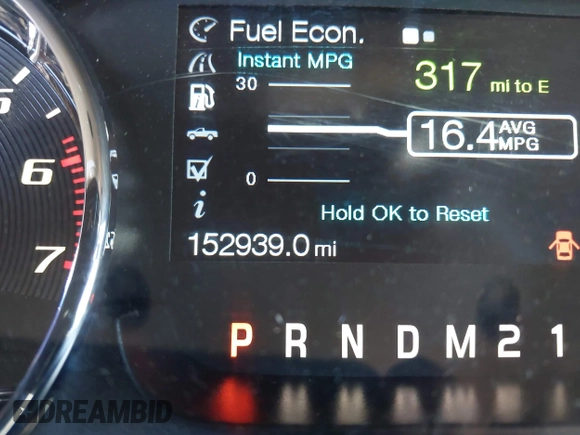 Fuel Econ.
Instant MPG
317 mi to E
30
16.4 AVG MPG
0
Hold OK to Reset
152939.0 mi
6
7
P R N D M 2 1
DREAMBID